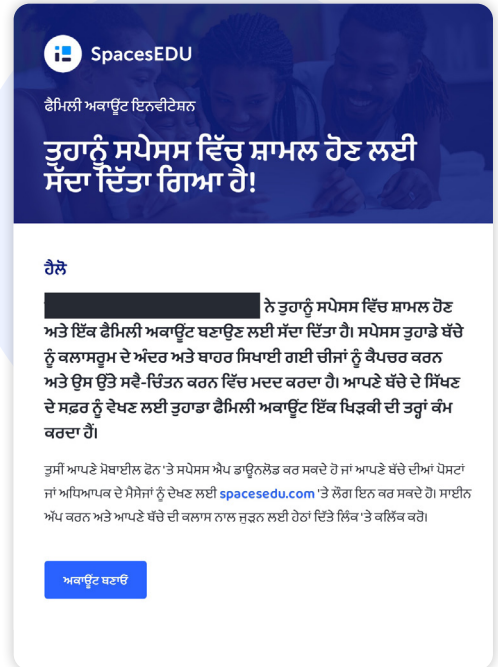 SpacesEDU
ਫੈਮਿਲੀ ਅਕਾਊਂਟ ਇਨਵੀਟੇਸ਼ਨ
ਤੁਹਾਨੂੰ ਸਪੇਸਸ ਵਿੱਚ ਸ਼ਾਮਲ ਹੋਣ ਲਈ
ਸੱਦਾ ਦਿੱਤਾ ਗਿਆ ਹੈ!
ਹੈਲੋ
ਨੇ ਤੁਹਾਨੂੰ ਸਪੇਸਸ ਵਿੱਚ ਸ਼ਾਮਲ ਹੋਣ
ਅਤੇ ਇੱਕ ਫੈਮਿਲੀ ਅਕਾਊਂਟ ਬਣਾਉਣ ਲਈ ਸੱਦਾ ਦਿੱਤਾ ਹੈ। ਸਪੇਸਸ ਤੁਹਾਡੇ ਬੱਚੇ
ਨੂੰ ਕਲਾਸਰੂਮ ਦੇ ਅੰਦਰ ਅਤੇ ਬਾਹਰ ਸਿਖਾਈ ਗਈ ਚੀਜਾਂ ਨੂੰ ਕੈਪਚਰ ਕਰਨ
ਅਤੇ ਉਸ ਉੱਤੇ ਸਵੈ-ਚਿੰਤਨ ਕਰਨ ਵਿੱਚ ਮਦਦ ਕਰਦਾ ਹੈ। ਆਪਣੇ ਬੱਚੇ ਦੇ ਸਿੱਖਣ
ਦੇ ਸਫ਼ਰ ਨੂੰ ਵੇਖਣ ਲਈ ਤੁਹਾਡਾ ਫੈਮਿਲੀ ਅਕਾਊਂਟ ਇੱਕ ਖਿੜਕੀ ਦੀ ਤਰ੍ਹਾਂ ਕੰਮ
ਕਰਦਾ ਹੈਂ।
ਤੁਸੀਂ ਆਪਣੇ ਮੋਬਾਈਲ ਫੋਨ 'ਤੇ ਸਪੇਸਸ ਐਪ ਡਾਊਨਲੋਡ ਕਰ ਸਕਦੇ ਹੋ ਜਾਂ ਆਪਣੇ ਬੱਚੇ ਦੀਆਂ ਪੋਸਟਾਂ
ਜਾਂ ਅਧਿਆਪਕ ਦੇ ਮੈਸੇਜਾਂ ਨੂੰ ਦੇਖਣ ਲਈ spacesedu.com 'ਤੇ ਲੌਗ ਇਨ ਕਰ ਸਕਦੇ ਹੋ। ਸਾਈਨ
ਅੱਪ ਕਰਨ ਅਤੇ ਆਪਣੇ ਬੱਚੇ ਦੀ ਕਲਾਸ ਨਾਲ ਜੁੜਨ ਲਈ ਹੇਠਾਂ ਦਿੱਤੇ ਲਿੰਕ 'ਤੇ ਕਲਿੱਕ ਕਰੋ।
ਅਕਾਊਂਟ ਬਣਾਓ